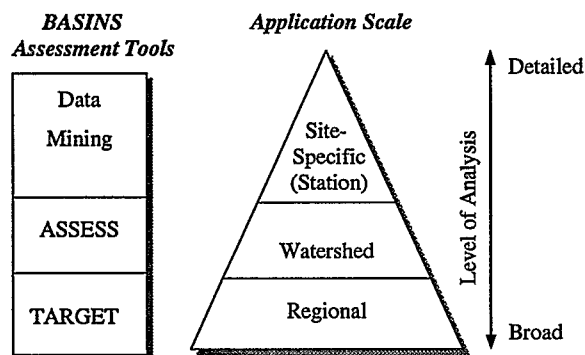 BASINS
Assessment Tools
Application Scale
Data
Mining
ASSESS
TARGET
Site-
Specific
(Station)
Watershed
Regional
Detailed
Level of Analysis
Broad